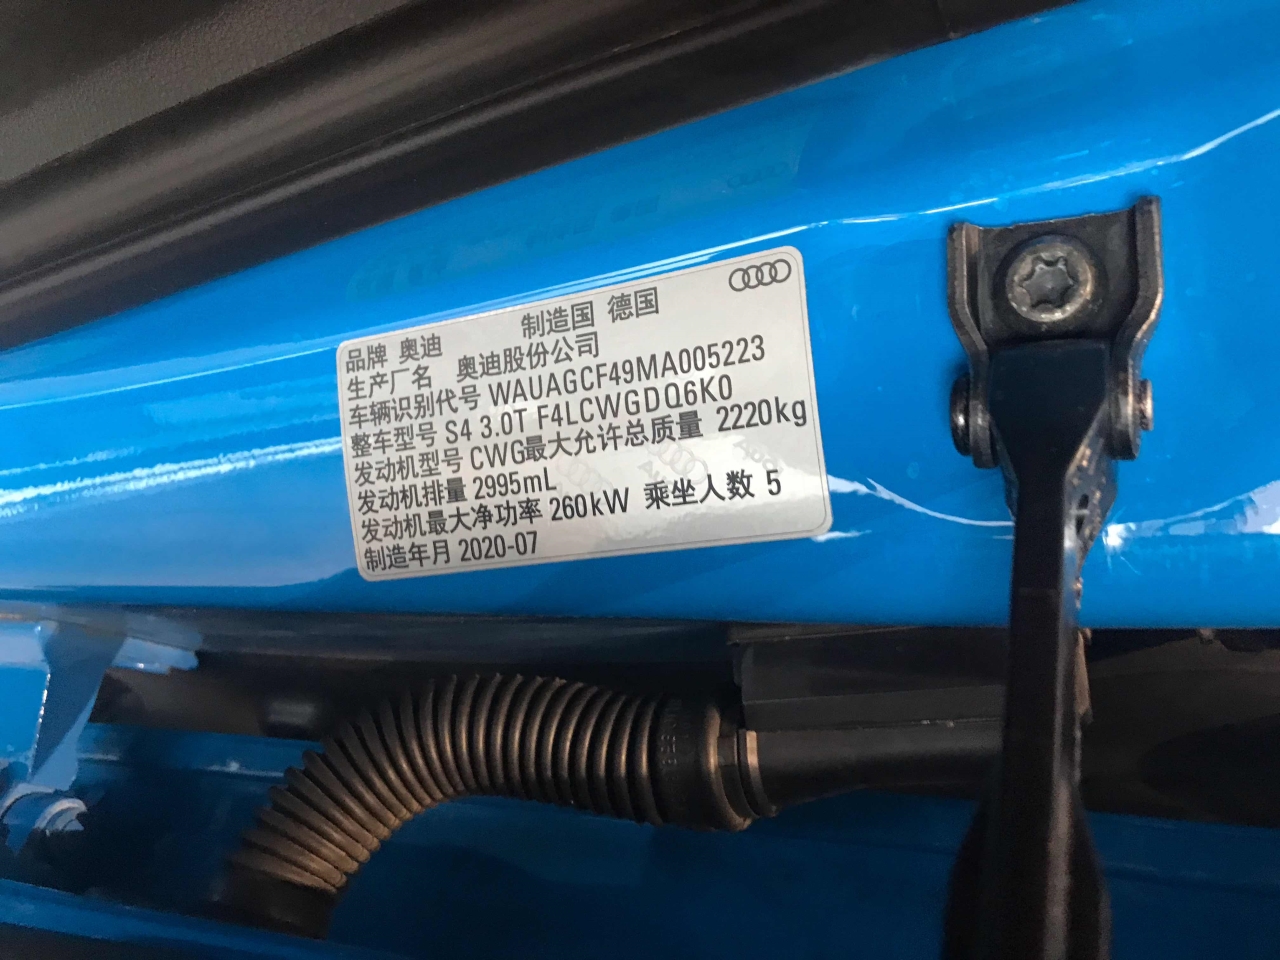 品牌 奥迪 制造国 德国
生产厂名 奥迪股份公司
车辆识别代号 WAUAGCF49MA005223
整车型号 S4 3.0T F4LCWGDQ6K0
发动机型号 CWG最大允许总质量 2220kg
发动机排量 2995mL
发动机最大净功率 260kW 乘坐人数 5
制造年月 2020-07